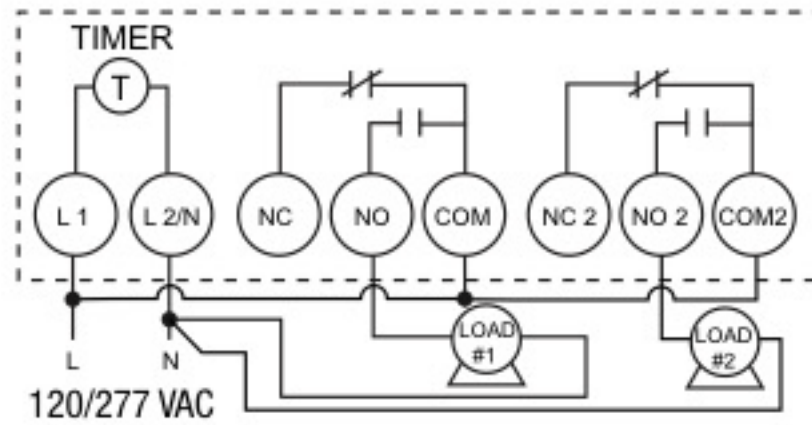 TIMER
T
L 1 L 2/N NC NO COM NC 2 NO 2 COM2
LOAD #1
LOAD #2
L N
120/277 VAC